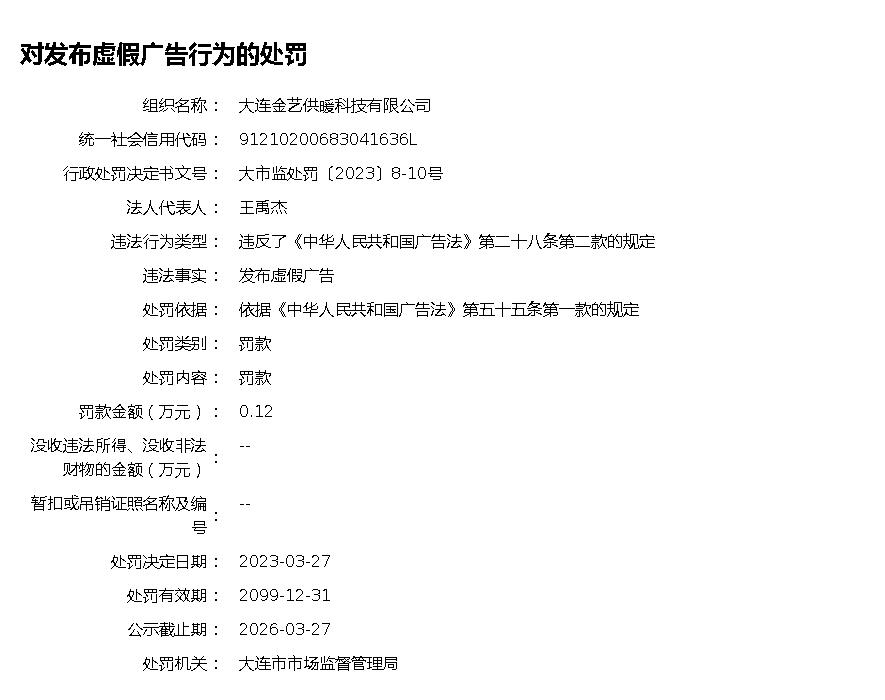 对发布虚假广告行为的处罚
组织名称： 大连金艺供暖科技有限公司
统一社会信用代码： 91210200683041636L
行政处罚决定书文号： 大市监处罚〔2023〕8-10号
法人代表人： 王禹杰
违法行为类型： 违反了《中华人民共和国广告法》第二十八条第二款的规定
违法事实： 发布虚假广告
处罚依据： 依据《中华人民共和国广告法》第五十五条第一款的规定
处罚类别： 罚款
处罚内容： 罚款
罚款金额（万元）： 0.12
没收违法所得、没收非法 --
财物的金额（万元）：
暂扣或吊销证照名称及编 --
号：
处罚决定日期： 2023-03-27
处罚有效期： 2099-12-31
公示截止期： 2026-03-27
处罚机关： 大连市市场监督管理局